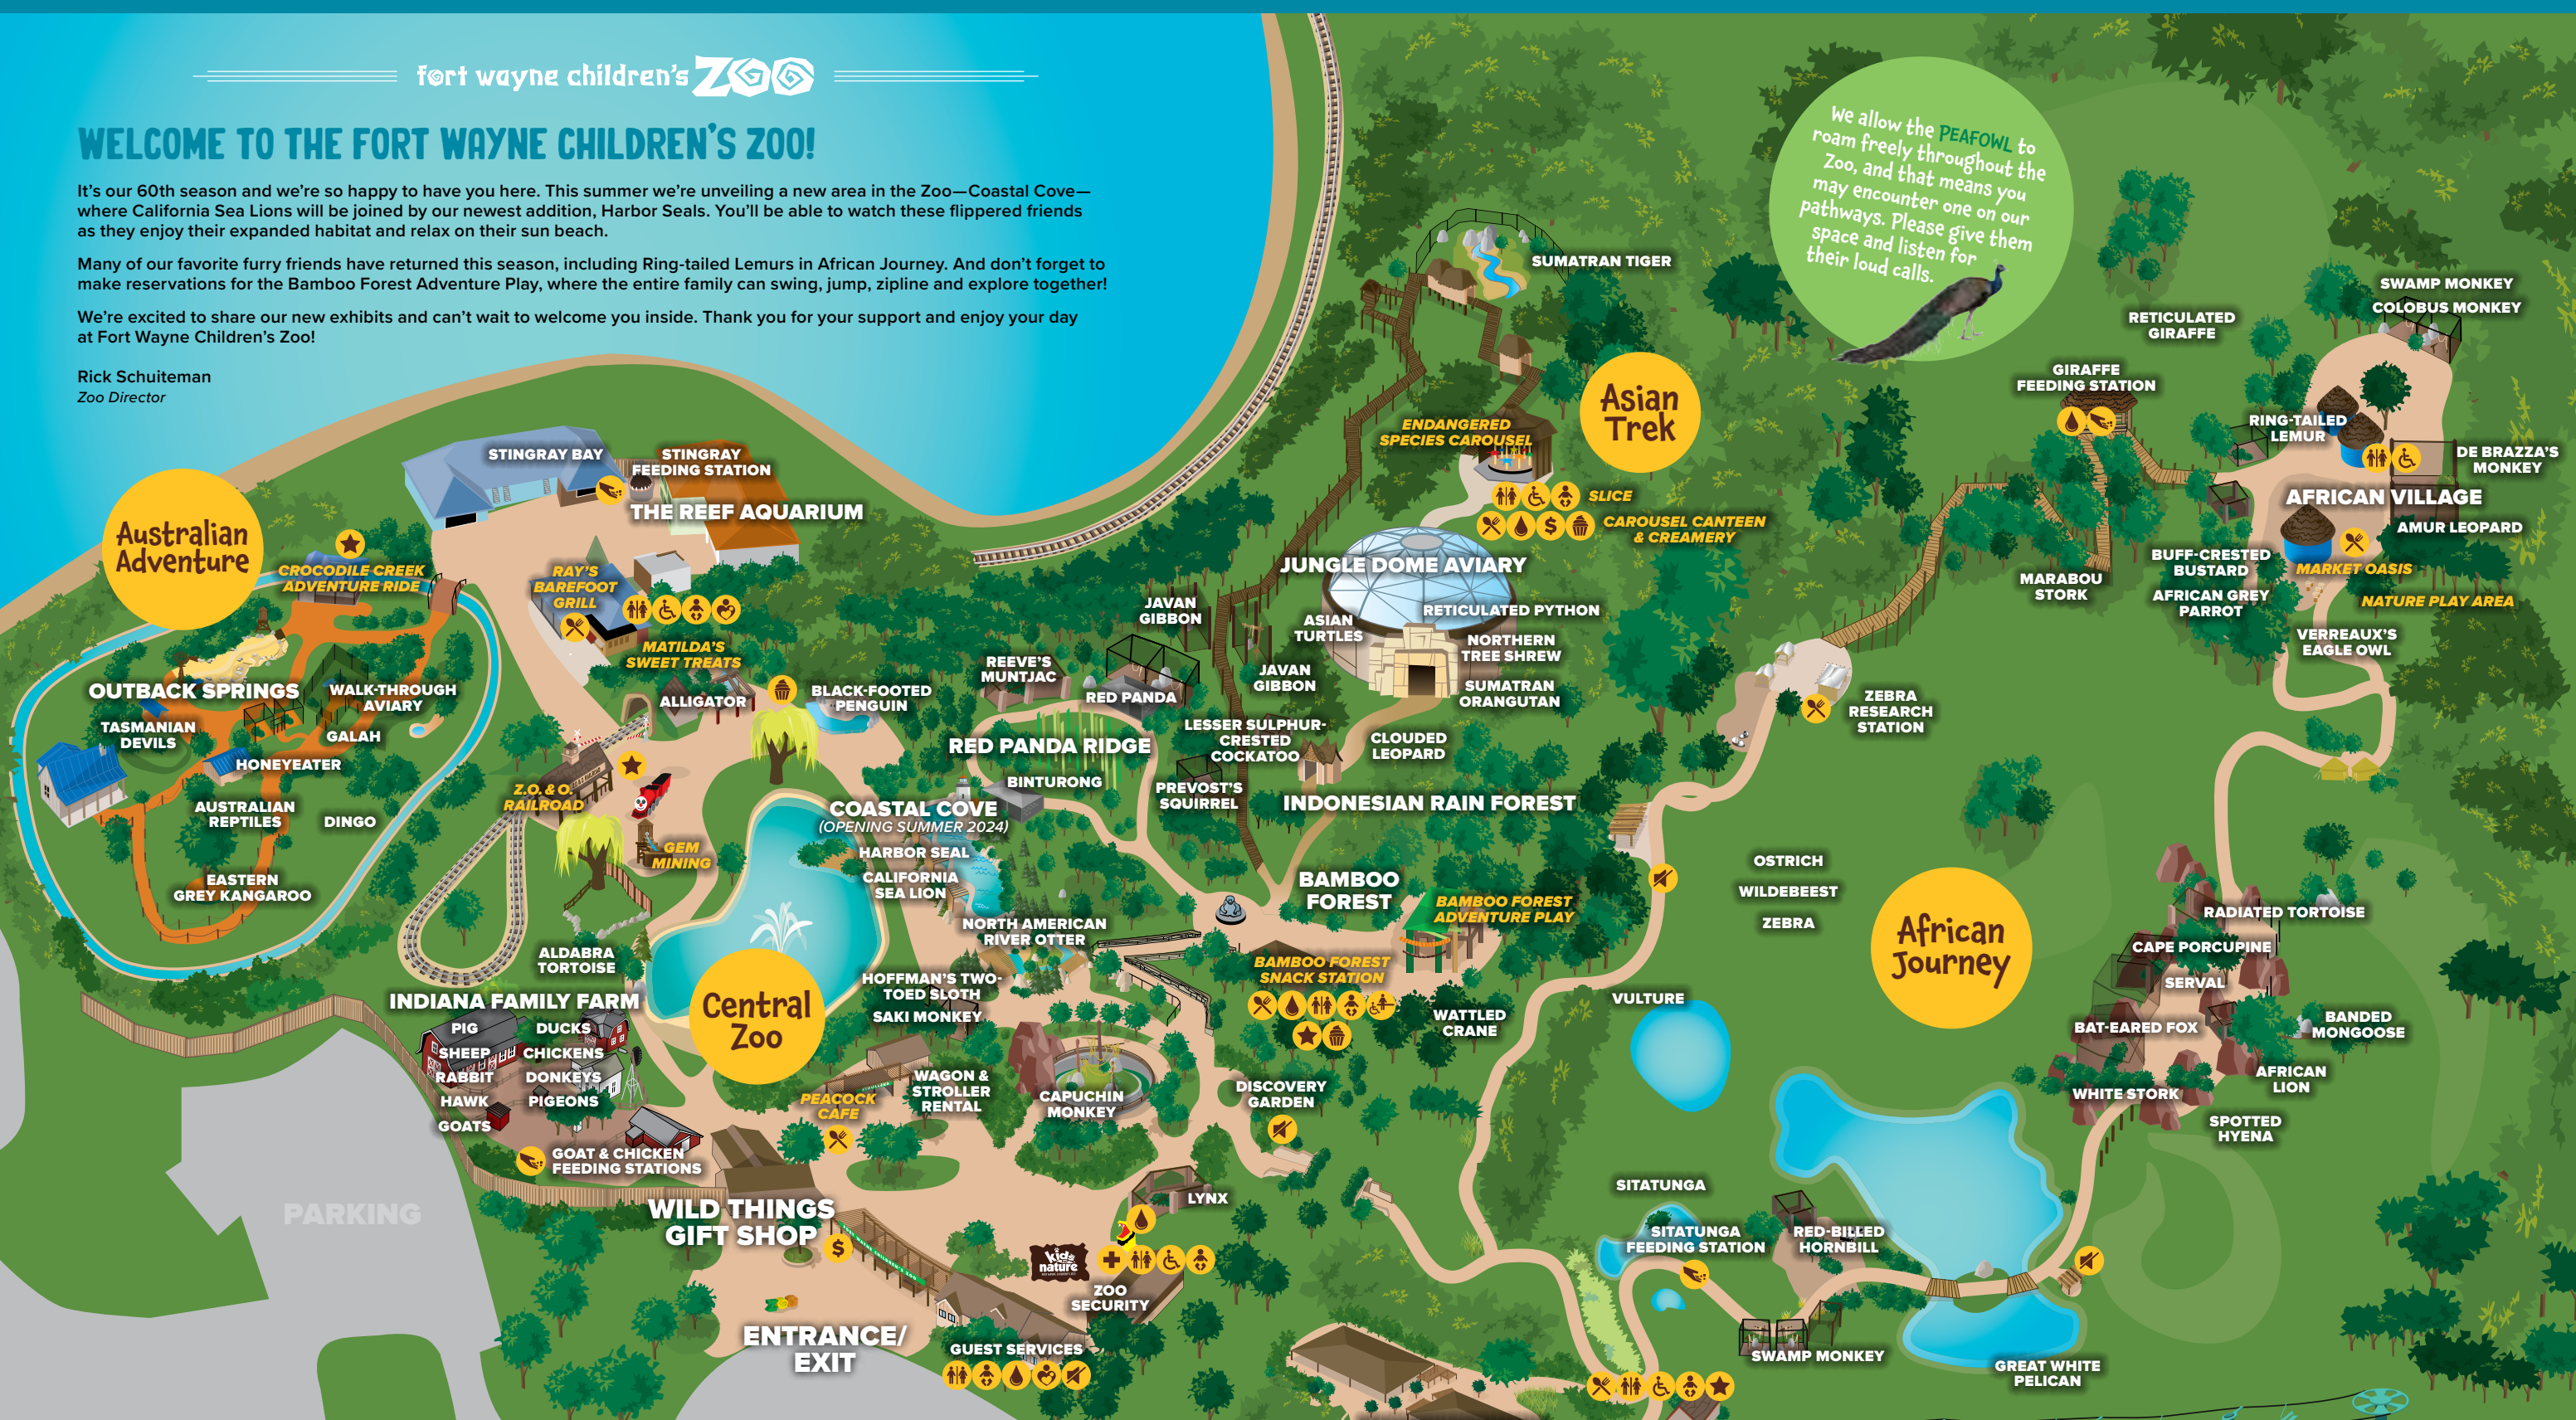 fort wayne children's ZOO
WELCOME TO THE FORT WAYNE CHILDREN'S ZOO!
It's our 60th season and we're so happy to have you here. This summer we're unveiling a new area in the Zoo—Coastal Cove—
where California Sea Lions will be joined by our newest addition, Harbor Seals. You'll be able to watch these flippered friends
as they enjoy their expanded habitat and relax on their sun beach.
Many of our favorite furry friends have returned this season, including Ring-tailed Lemurs in African Journey. And don't forget to
make reservations for the Bamboo Forest Adventure Play, where the entire family can swing, jump, zipline and explore together!
We're excited to share our new exhibits and can't wait to welcome you inside. Thank you for your support and enjoy your day
at Fort Wayne Children's Zoo!
Rick Schuiteman
Zoo Director
We allow the PEAFOWL to
roam freely throughout the
Zoo, and that means you
may encounter one on our
pathways. Please give them
space and listen for
their loud calls.
Australian
Adventure
STINGRAY BAY
STINGRAY
FEEDING STATION
THE REEF AQUARIUM
CROCODILE CREEK
ADVENTURE RIDE
RAY'S
BAREFOOT
GRILL
MATILDA'S
SWEET TREATS
OUTBACK SPRINGS
WALK-THROUGH
AVIARY
TASMANIAN
DEVILS
GALAH
HONEYEATER
AUSTRALIAN
REPTILES
DINGO
EASTERN
GREY KANGAROO
ALLIGATOR
BLACK-FOOTED
PENGUIN
Z.O. & O.
RAILROAD
GEM
MINING
COASTAL COVE
(OPENING SUMMER 2024)
HARBOR SEAL
CALIFORNIA
SEA LION
NORTH AMERICAN
RIVER OTTER
ALDABRA
TORTOISE
Central
Zoo
HOFFMAN'S TWO-
TOED SLOTH
SAKI MONKEY
INDIANA FAMILY FARM
PIG
SHEEP
RABBIT
HAWK
GOATS
DUCKS
CHICKENS
DONKEYS
PIGEONS
GOAT & CHICKEN
FEEDING STATIONS
PEACOCK
CAFE
WAGON &
STROLLER
RENTAL
CAPUCHIN
MONKEY
DISCOVERY
GARDEN
LYNX
PARKING
WILD THINGS
GIFT SHOP
$
FORT WAYNE CHILDREN'S ZOO
kids
nature
ZOO
SECURITY
ENTRANCE/
EXIT
GUEST SERVICES
Asian
Trek
SUMATRAN TIGER
ENDANGERED
SPECIES CAROUSEL
SLICE
$
CAROUSEL CANTEEN
& CREAMERY
JUNGLE DOME AVIARY
RETICULATED PYTHON
ASIAN
TURTLES
NORTHERN
TREE SHREW
SUMATRAN
ORANGUTAN
JAVAN
GIBBON
JAVAN
GIBBON
REEVE'S
MUNTJAC
RED PANDA
RED PANDA RIDGE
BINTURONG
LESSER SULPHUR-
CRESTED
COCKATOO
CLOUDED
LEOPARD
PREVOST'S
SQUIRREL
INDONESIAN RAIN FOREST
BAMBOO
FOREST
BAMBOO FOREST
ADVENTURE PLAY
BAMBOO FOREST
SNACK STATION
WATTLED
CRANE
African
Journey
RETICULATED
GIRAFFE
GIRAFFE
FEEDING STATION
SWAMP MONKEY
COLOBUS MONKEY
RING-TAILED
LEMUR
DE BRAZZA'S
MONKEY
AFRICAN VILLAGE
AMUR LEOPARD
MARKET OASIS
NATURE PLAY AREA
BUFF-CRESTED
BUSTARD
AFRICAN GREY
PARROT
MARABOU
STORK
VERREAUX'S
EAGLE OWL
ZEBRA
RESEARCH
STATION
OSTRICH
WILDEBEEST
ZEBRA
VULTURE
RADIATED TORTOISE
CAPE PORCUPINE
SERVAL
BAT-EARED FOX
BANDED
MONGOOSE
AFRICAN
LION
WHITE STORK
SPOTTED
HYENA
SITATUNGA
SITATUNGA
FEEDING STATION
RED-BILLED
HORNBILL
SWAMP MONKEY
GREAT WHITE
PELICAN